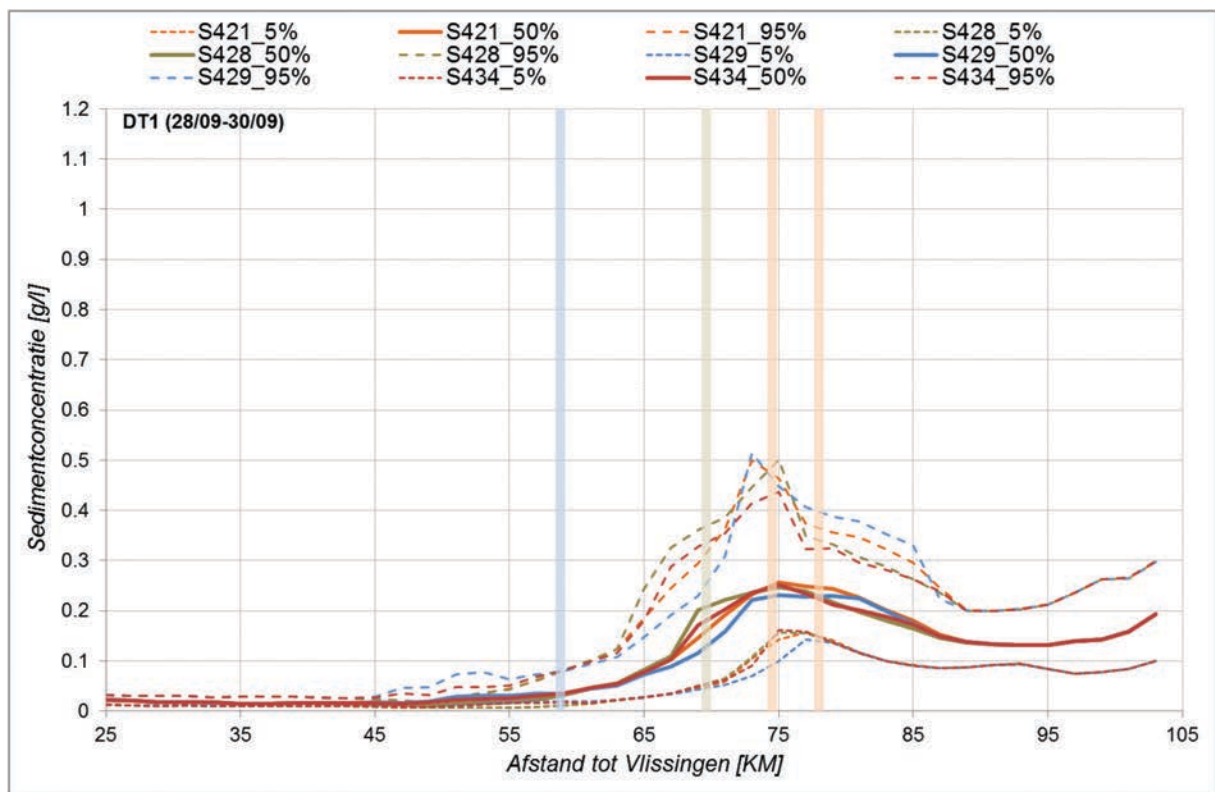 S421_5% S421_50% S421_95% S428_5%
S428_50% S428_95% S429_5% S429_50%
S429_95% S434_5% S434_50% S434_95%
DT1 (28/09-30/09)
1.2
1.1
1
0.9
0.8
0.7
0.6
0.5
0.4
0.3
0.2
0.1
0
Sedimentconcentratie [g/l]
25 35 45 55 65 75 85 95 105
Afstand tot Vlissingen [KM]